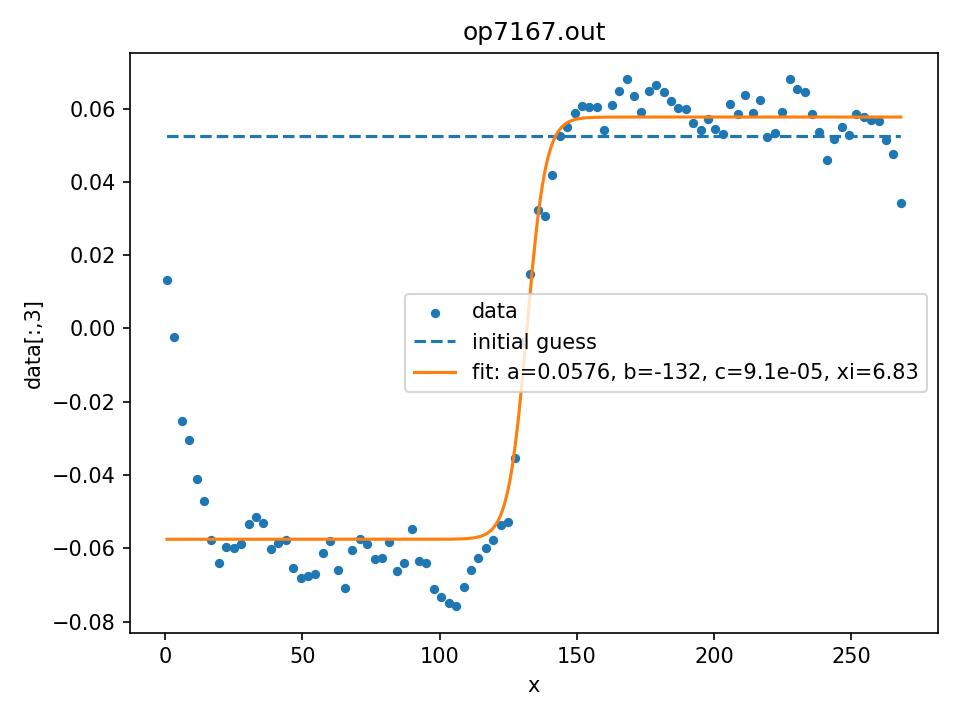 op7167.out
0.06
0.04
0.02
0.00
−0.02
−0.04
−0.06
−0.08
data[:,3]
data
initial guess
fit: a=0.0576, b=-132, c=9.1e-05, xi=6.83
0 50 100 150 200 250
x